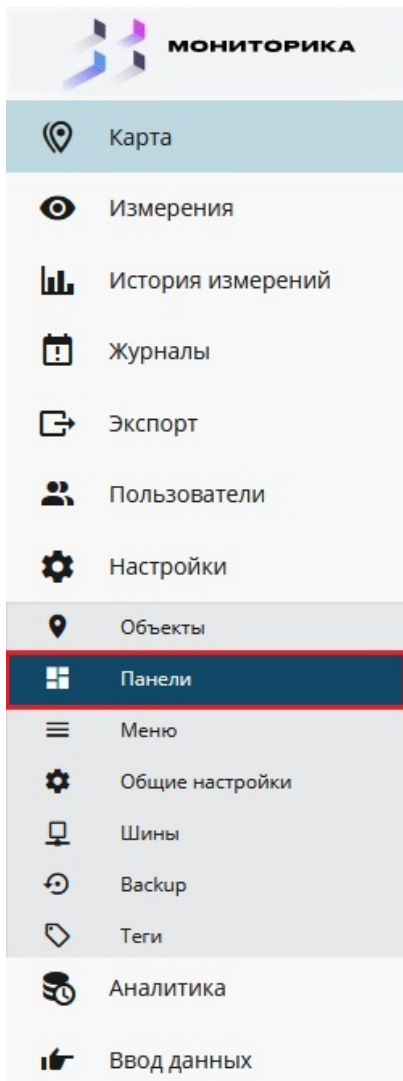 МОНИТОРИКА
Карта
Измерения
История измерений
Журналы
Экспорт
Пользователи
Настройки
Объекты
Панели
Меню
Общие настройки
Шины
Backup
Теги
Аналитика
Ввод данных